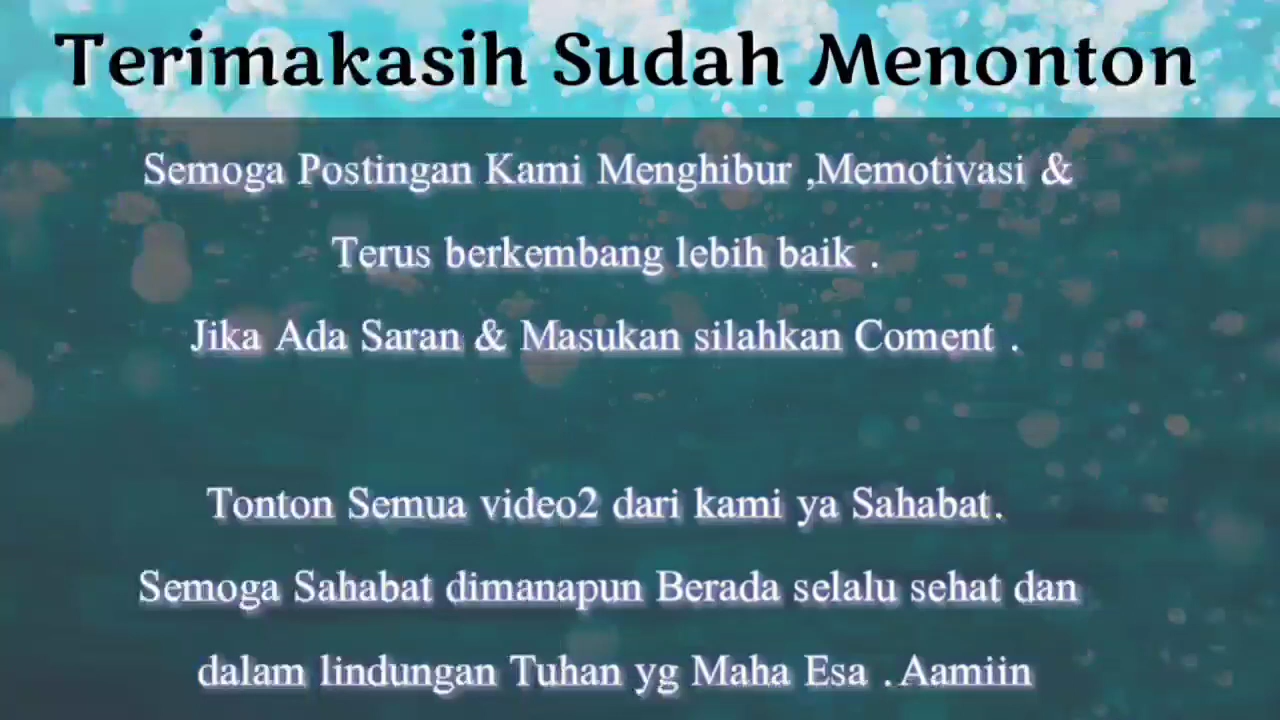 Terimakasih Sudah Menonton
Semoga Postingan Kami Menghibur ,Memotivasi &
Terus berkembang lebih baik .
Jika Ada Saran & Masukan silahkan Coment .
Tonton Semua video2 dari kami ya Sahabat.
Semoga Sahabat dimanapun Berada selalu sehat dan
dalam lindungan Tuhan yg Maha Esa . Aamiin